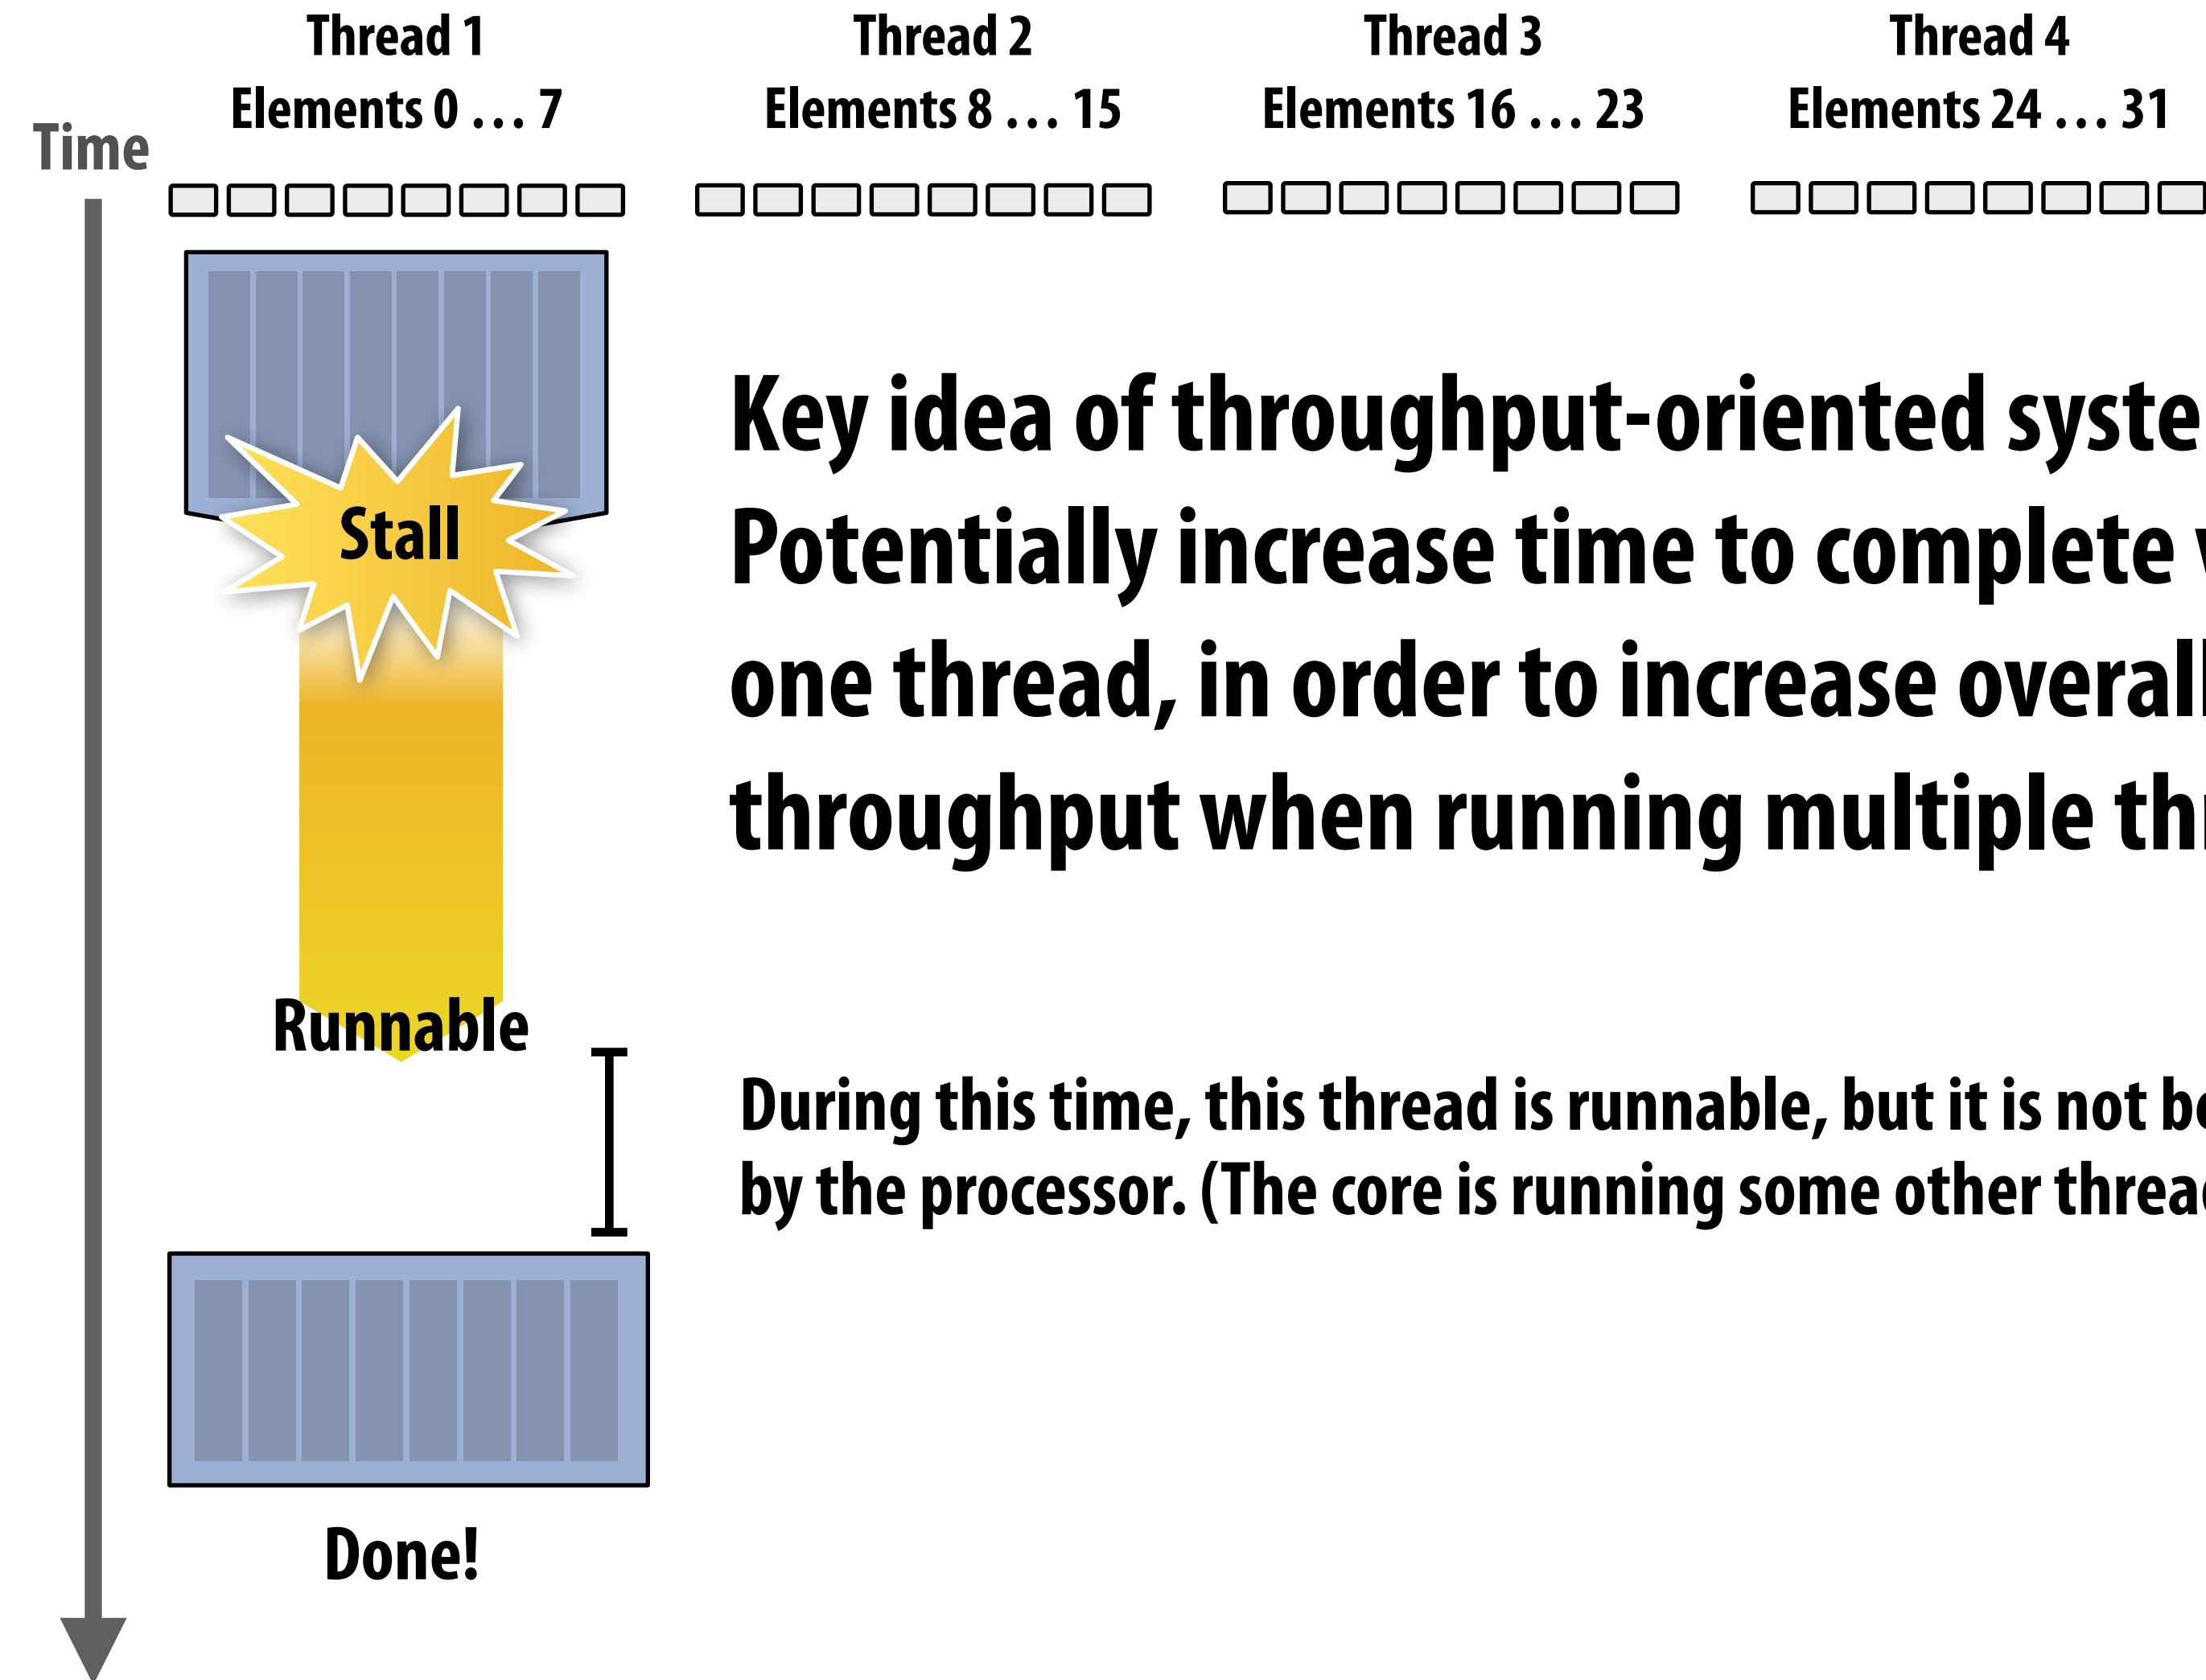 Thread 1
Elements 0 … 7
Thread 2
Elements 8 … 15
Thread 3
Elements 16 … 23
Thread 4
Elements 24 … 31
Time
Key idea of throughput-oriented syste
Potentially increase time to complete
one thread, in order to increase overall
throughput when running multiple thr
Stall
Runnable
During this time, this thread is runnable, but it is not
by the processor. (The core is running some other thread
Done!